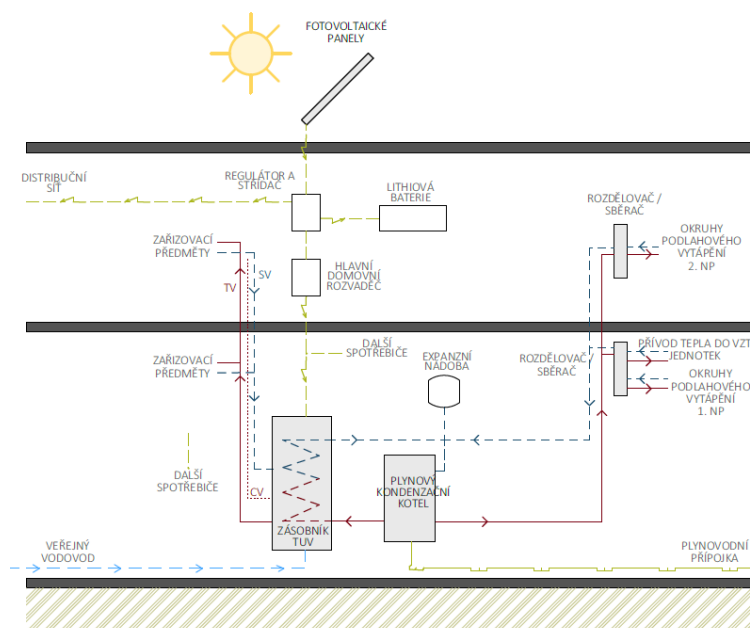 FOTOVOLTAICKÉ
PANELY
DISTRIBUČNÍ
SÍŤ
REGULÁTOR A
STŘÍDAČ
LITHIOVÁ
BATERIE
ROZDĚLOVAČ /
SBĚRAČ
ZAŘIZOVACÍ
PŘEDMĚTY
SV
TV
HLAVNÍ
DOMOVNÍ
ROZVADĚČ
OKRUHY
PODLAHOVÉHO
VYTÁPĚNÍ
2. NP
ZAŘIZOVACÍ
PŘEDMĚTY
DALŠÍ
SPOTŘEBIČE
EXPANZNÍ
NÁDOBA
ROZDĚLOVAČ /
SBĚRAČ
PŘÍVOD TEPLA DO VZT
JEDNOTEK
OKRUHY
PODLAHOVÉHO
VYTÁPĚNÍ
1. NP
DALŠÍ
SPOTŘEBIČE
CV
PLYNOVÝ
KONDENZAČNÍ
KOTEL
ZÁSOBNÍK
TUV
VEŘEJNÝ
VODOVOD
PLYNOVODNÍ
PŘÍPOJKA